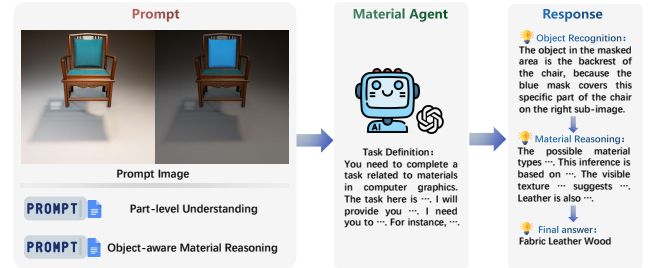 Prompt
Prompt Image
PROMPT
Part-level Understanding
PROMPT
Object-aware Material Reasoning
Material Agent
AI
Task Definition:
You need to complete a
task related to materials
in computer graphics.
The task here is ···. I will
provide you ···. I need
you to ···. For instance, ···.
Response
Object Recognition:
The object in the masked
area is the backrest of
the chair, because the
blue mask covers this
specific part of the chair
on the right sub-image.
Material Reasoning:
The possible material
types ···. This inference is
based on ···. The visible
texture ··· suggests ···.
Leather is also ···.
Final answer:
Fabric Leather Wood